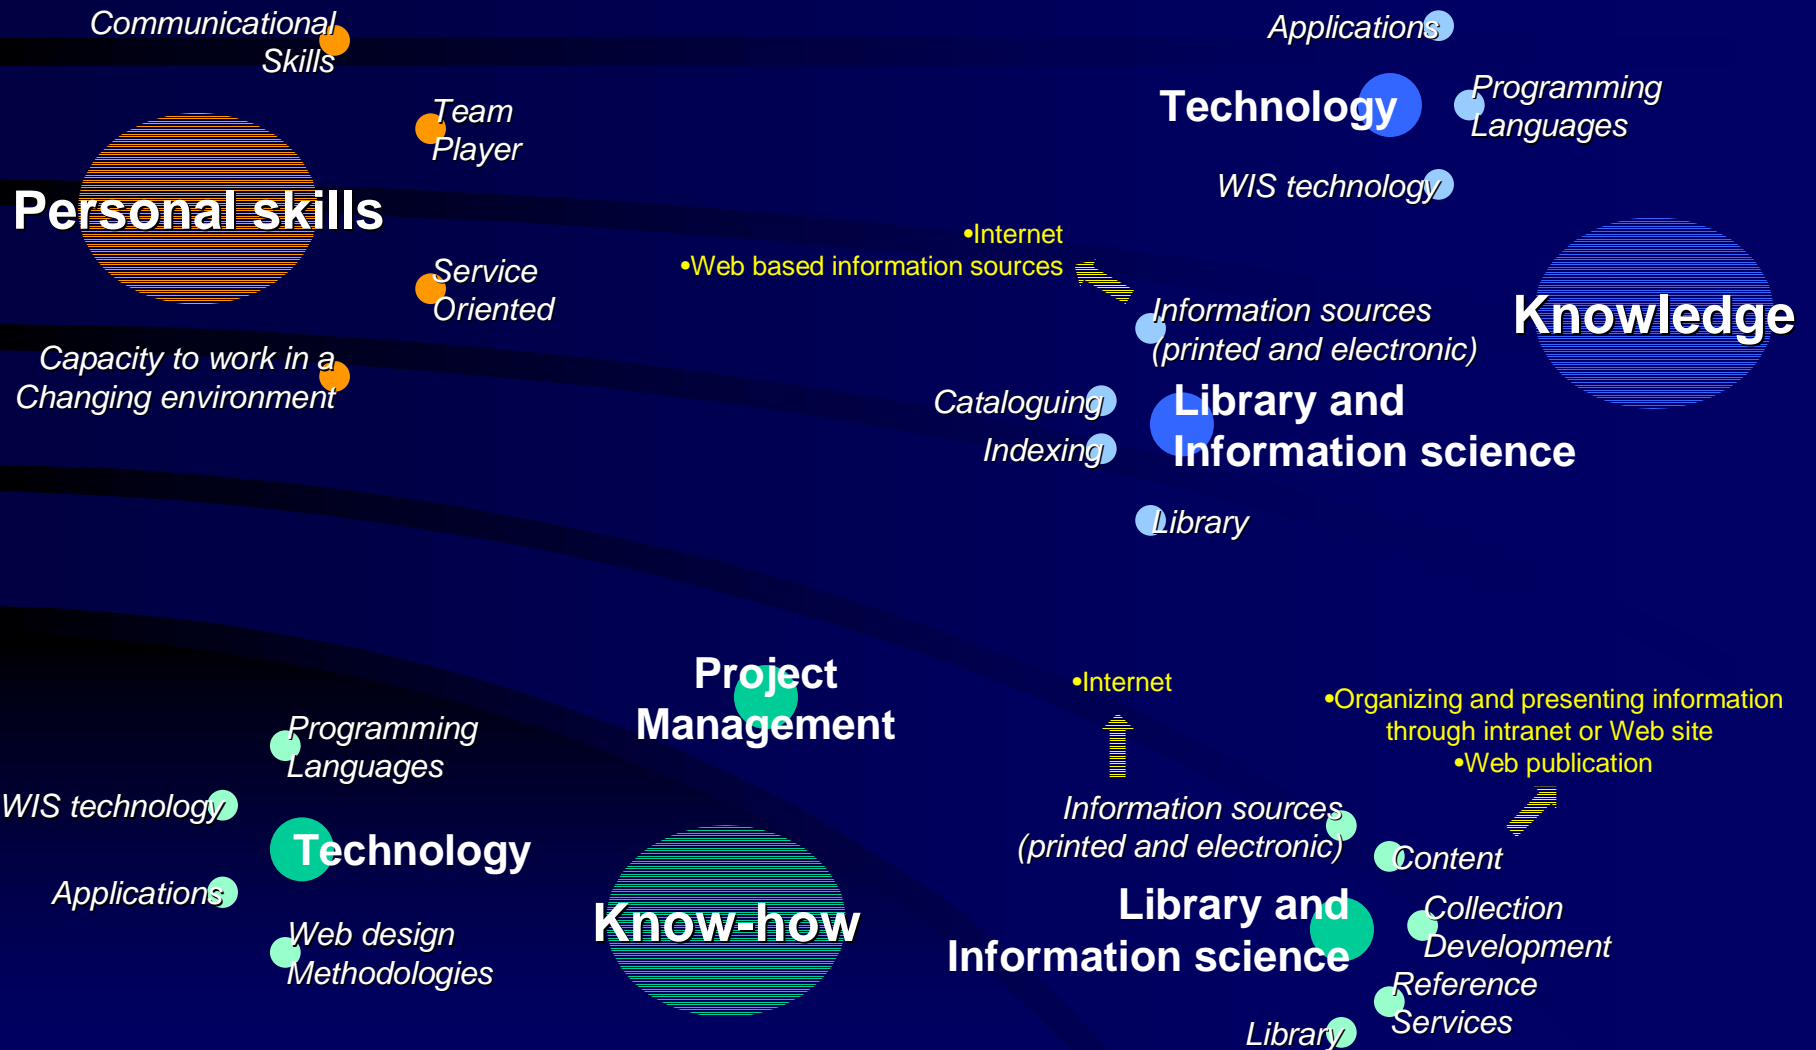 Communicational
Skills
Team
Player
Personal skills
Service
Oriented
Capacity to work in a
Changing environment
Applications
Technology
Programming
Languages
WIS technology
•Internet
•Web based information sources
Information sources
(printed and electronic)
Knowledge
Cataloguing
Library and
Information science
Indexing
Library
Project
Management
Programming
Languages
WIS technology
Technology
Applications
Web design
Methodologies
Know-how
•Internet
•Organizing and presenting information
through intranet or Web site
•Web publication
Information sources
(printed and electronic)
Content
Library and
Information science
Collection
Development
Reference
Services
Library